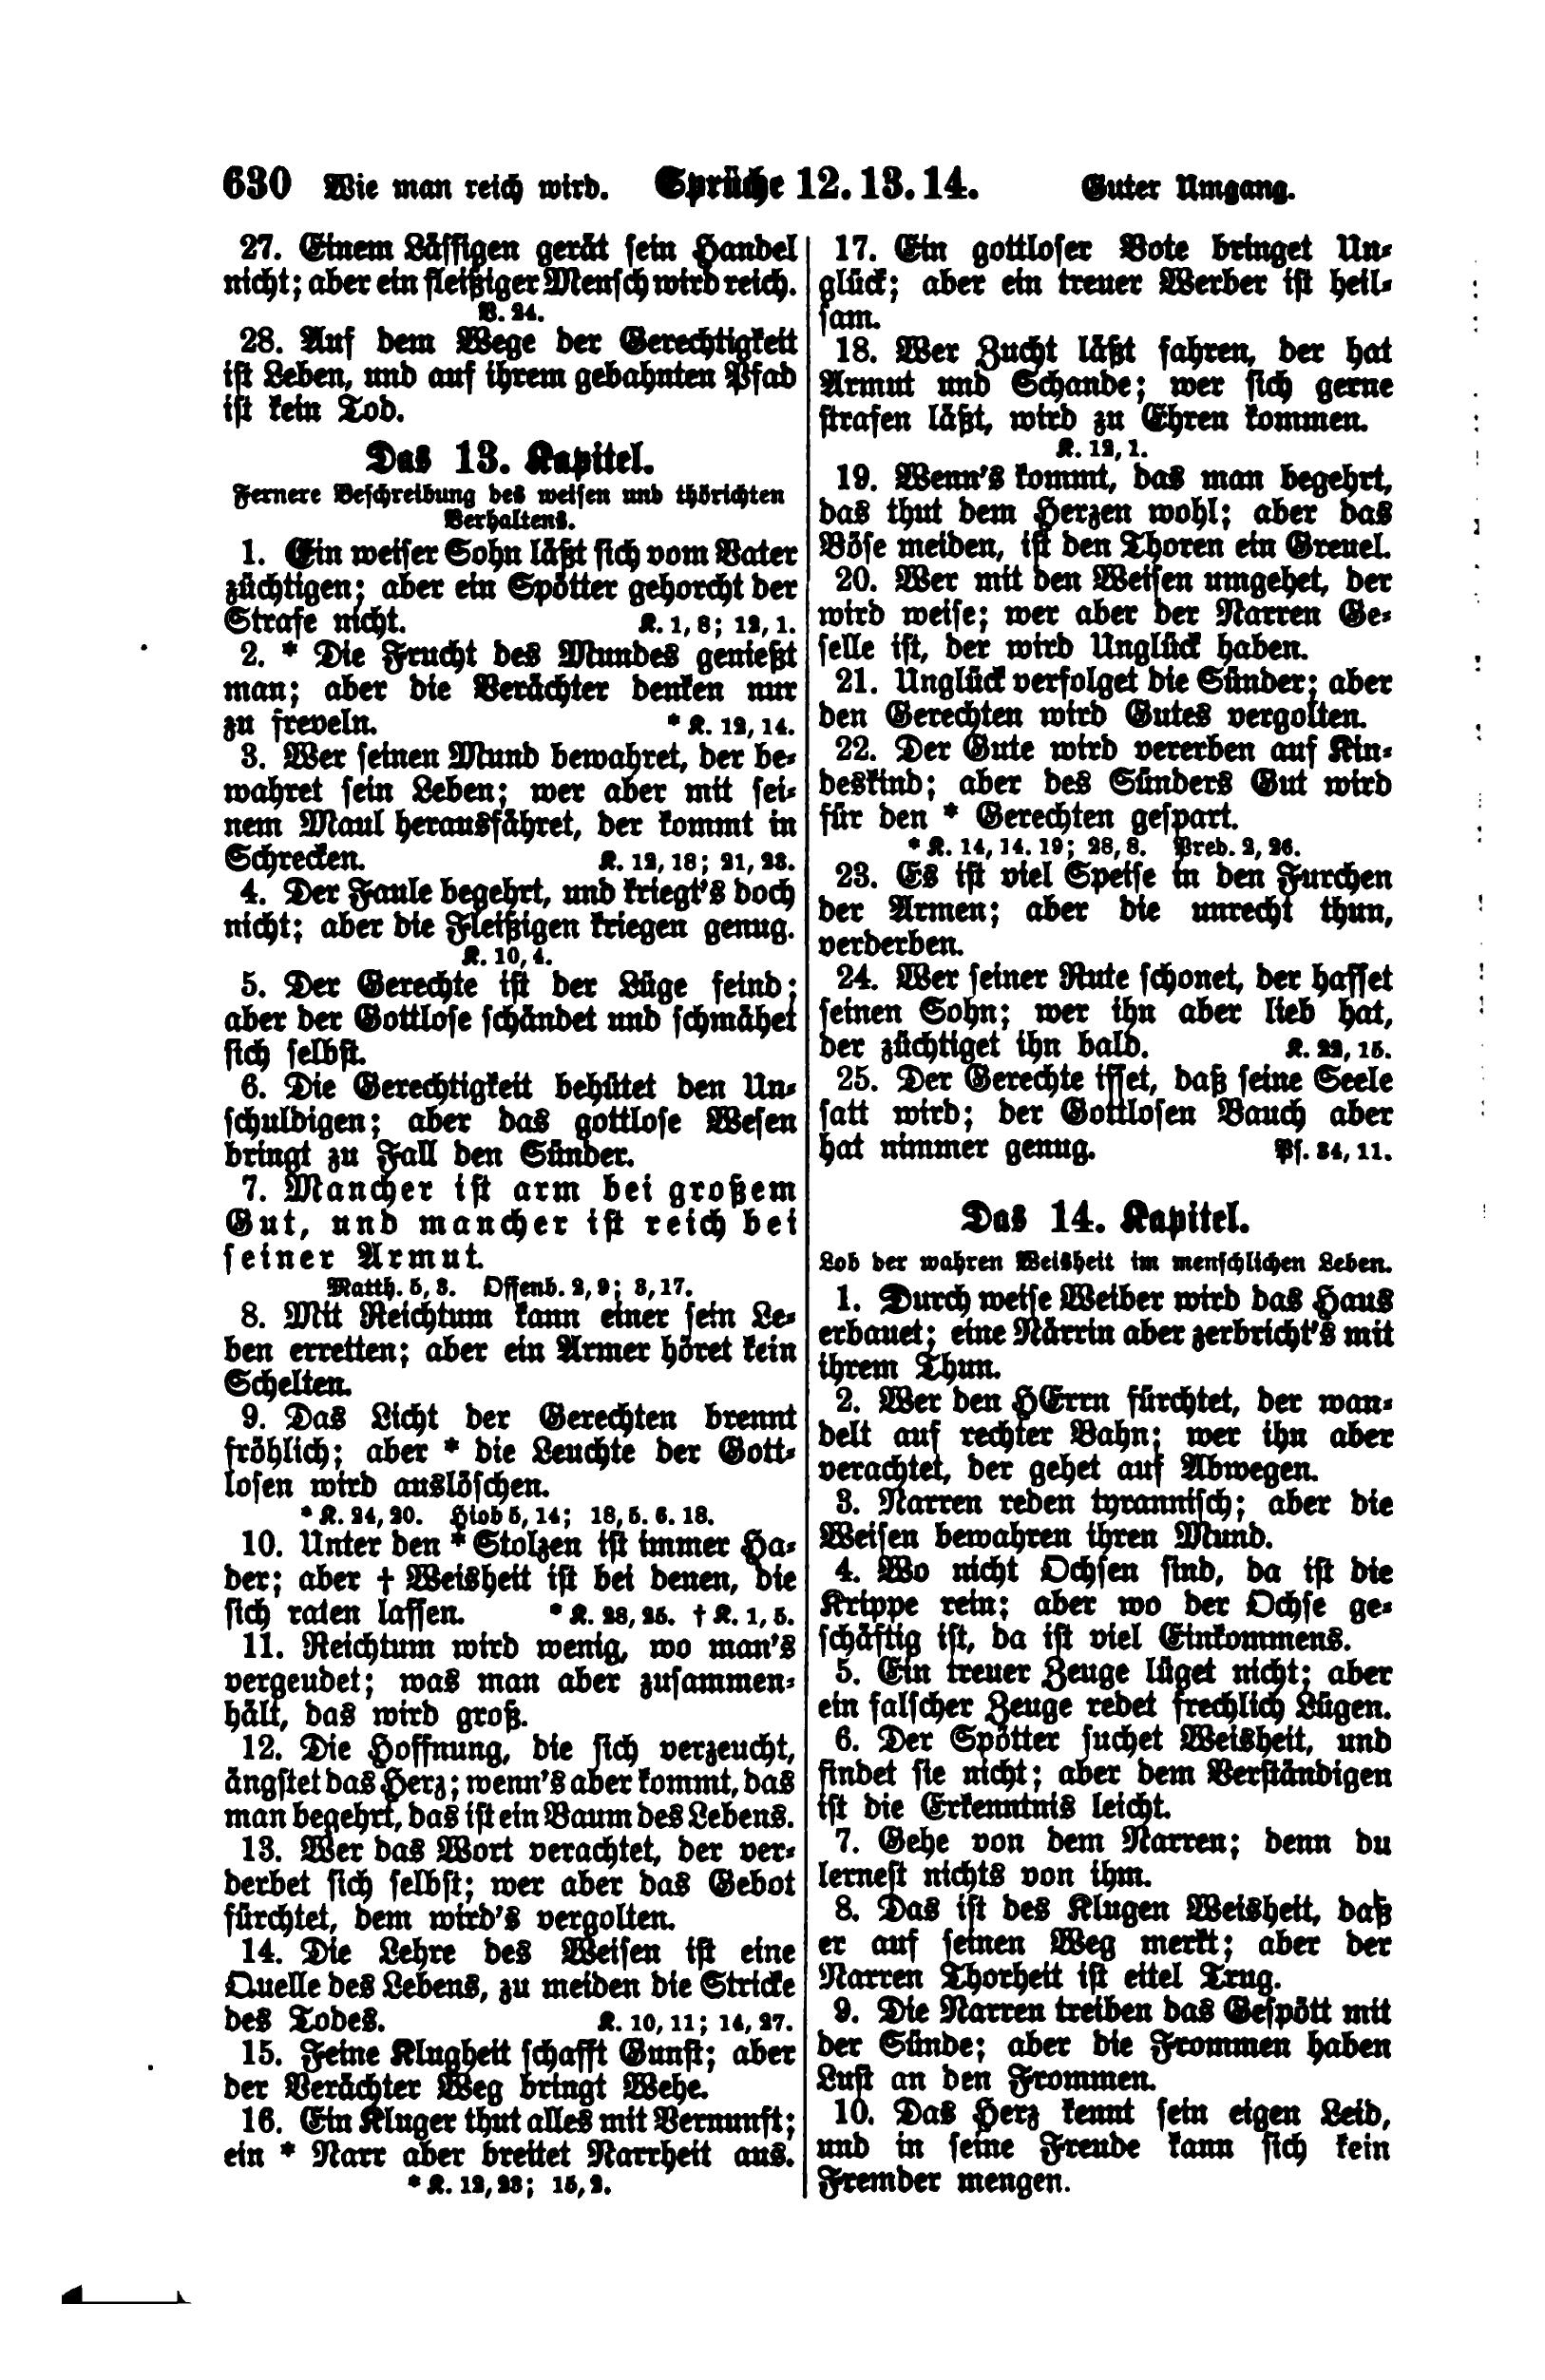 630 Wie man reich wird. Sprüche 12. 13. 14. Guter Umgang.
27. Einem Lässigen gerät sein Handel
nicht; aber ein fleißiger Mensch wird reich.
V. 24.
28. Auf dem Wege der Gerechtigkeit
ist Leben, und auf ihrem gebahnten Pfad
ist kein Tod.
Das 13. Kapitel.
Fernere Beschreibung des weisen und thörichten
Verhaltens.
1. Ein weiser Sohn läßt sich vom Vater
züchtigen; aber ein Spötter gehorcht der
Strafe nicht. K. 1, 8; 12, 1.
2. * Die Frucht des Mundes genießt
man; aber die Verächter denken nur
zu freveln. * K. 12, 14.
3. Wer seinen Mund bewahret, der be-
wahret sein Leben; wer aber mit sei-
nem Maul herausfähret, der kommt in
Schrecken. K. 12, 18; 21, 23.
4. Der Faule begehrt, und kriegt's doch
nicht; aber die Fleißigen kriegen genug.
K. 10, 4.
5. Der Gerechte ist der Lüge feind;
aber der Gottlose schändet und schmähet
sich selbst.
6. Die Gerechtigkeit behütet den Un-
schuldigen; aber das gottlose Wesen
bringt zu Fall den Sünder.
7. Mancher ist arm bei großem
Gut, und mancher ist reich bei
seiner Armut.
Matth. 5, 3. Offenb. 2, 9; 3, 17.
8. Mit Reichtum kann einer sein Le-
ben erretten; aber ein Armer höret kein
Schelten.
9. Das Licht der Gerechten brennt
fröhlich; aber * die Leuchte der Gott-
losen wird auslöschen.
* K. 24, 20. Hiob 5, 14; 18, 5. 6. 18.
10. Unter den * Stolzen ist immer Ha-
der; aber † Weisheit ist bei denen, die
sich raten lassen. * K. 28, 25. † K. 1, 5.
11. Reichtum wird wenig, wo man's
vergeudet; was man aber zusammen-
hält, das wird groß.
12. Die Hoffnung, die sich verzeucht,
ängstet das Herz; wenn's aber kommt, das
man begehrt, das ist ein Baum des Lebens.
13. Wer das Wort verachtet, der ver-
derbet sich selbst; wer aber das Gebot
fürchtet, dem wird's vergolten.
14. Die Lehre des Weisen ist eine
Quelle des Lebens, zu meiden die Stricke
des Todes. K. 10, 11; 14, 27.
15. Feine Klugheit schafft Gunst; aber
der Verächter Weg bringt Wehe.
16. Ein Kluger thut alles mit Vernunft;
ein * Narr aber breitet Narrheit aus.
* K. 12, 23; 15, 2.
17. Ein gottloser Bote bringet Un-
glück; aber ein treuer Werber ist heil-
sam.
18. Wer Zucht läßt fahren, der hat
Armut und Schande; wer sich gerne
strafen läßt, wird zu Ehren kommen.
K. 12, 1.
19. Wenn's kommt, das man begehrt,
das thut dem Herzen wohl; aber das
Böse meiden, ist den Thoren ein Greuel.
20. Wer mit den Weisen umgehet, der
wird weise; wer aber der Narren Ge-
selle ist, der wird Unglück haben.
21. Unglück verfolget die Sünder; aber
den Gerechten wird Gutes vergolten.
22. Der Gute wird vererben auf Kin-
deskind; aber des Sünders Gut wird
für den * Gerechten gespart.
* K. 14, 14. 19; 28, 8. Pred. 2, 26.
23. Es ist viel Speise in den Furchen
der Armen; aber die unrecht thun,
verderben.
24. Wer seiner Rute schonet, der hasset
seinen Sohn; wer ihn aber lieb hat,
der züchtiget ihn bald. K. 22, 15.
25. Der Gerechte isset, daß seine Seele
satt wird; der Gottlosen Bauch aber
hat nimmer genug. Ps. 34, 11.
Das 14. Kapitel.
Lob der wahren Weisheit im menschlichen Leben.
1. Durch weise Weiber wird das Haus
erbauet; eine Närrin aber zerbricht's mit
ihrem Thun.
2. Wer den HErrn fürchtet, der wan-
delt auf rechter Bahn; wer ihn aber
verachtet, der gehet auf Abwegen.
3. Narren reden tyrannisch; aber die
Weisen bewahren ihren Mund.
4. Wo nicht Ochsen sind, da ist die
Krippe rein; aber wo der Ochse ge-
schäftig ist, da ist viel Einkommens.
5. Ein treuer Zeuge lüget nicht; aber
ein falscher Zeuge redet frechlich Lügen.
6. Der Spötter suchet Weisheit, und
findet sie nicht; aber dem Verständigen
ist die Erkenntnis leicht.
7. Gehe von dem Narren; denn du
lernest nichts von ihm.
8. Das ist des Klugen Weisheit, daß
er auf seinen Weg merkt; aber der
Narren Thorheit ist eitel Trug.
9. Die Narren treiben das Gespött mit
der Sünde; aber die Frommen haben
Lust an den Frommen.
10. Das Herz kennt sein eigen Leid,
und in seine Freude kann sich kein
Fremder mengen.